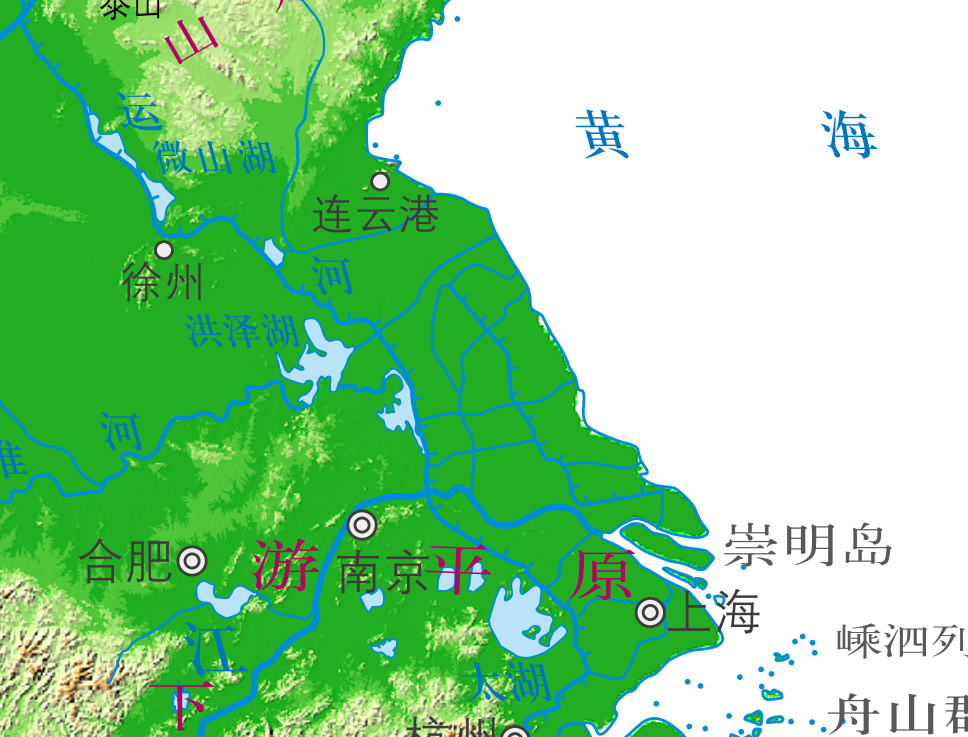 泰山
山
运
微山湖
黄海
连云港
徐州
河
洪泽湖
淮河
合肥
游
南京
平
原
崇明岛
上海
江
下
太湖
嵊泗列
舟山群
杭州